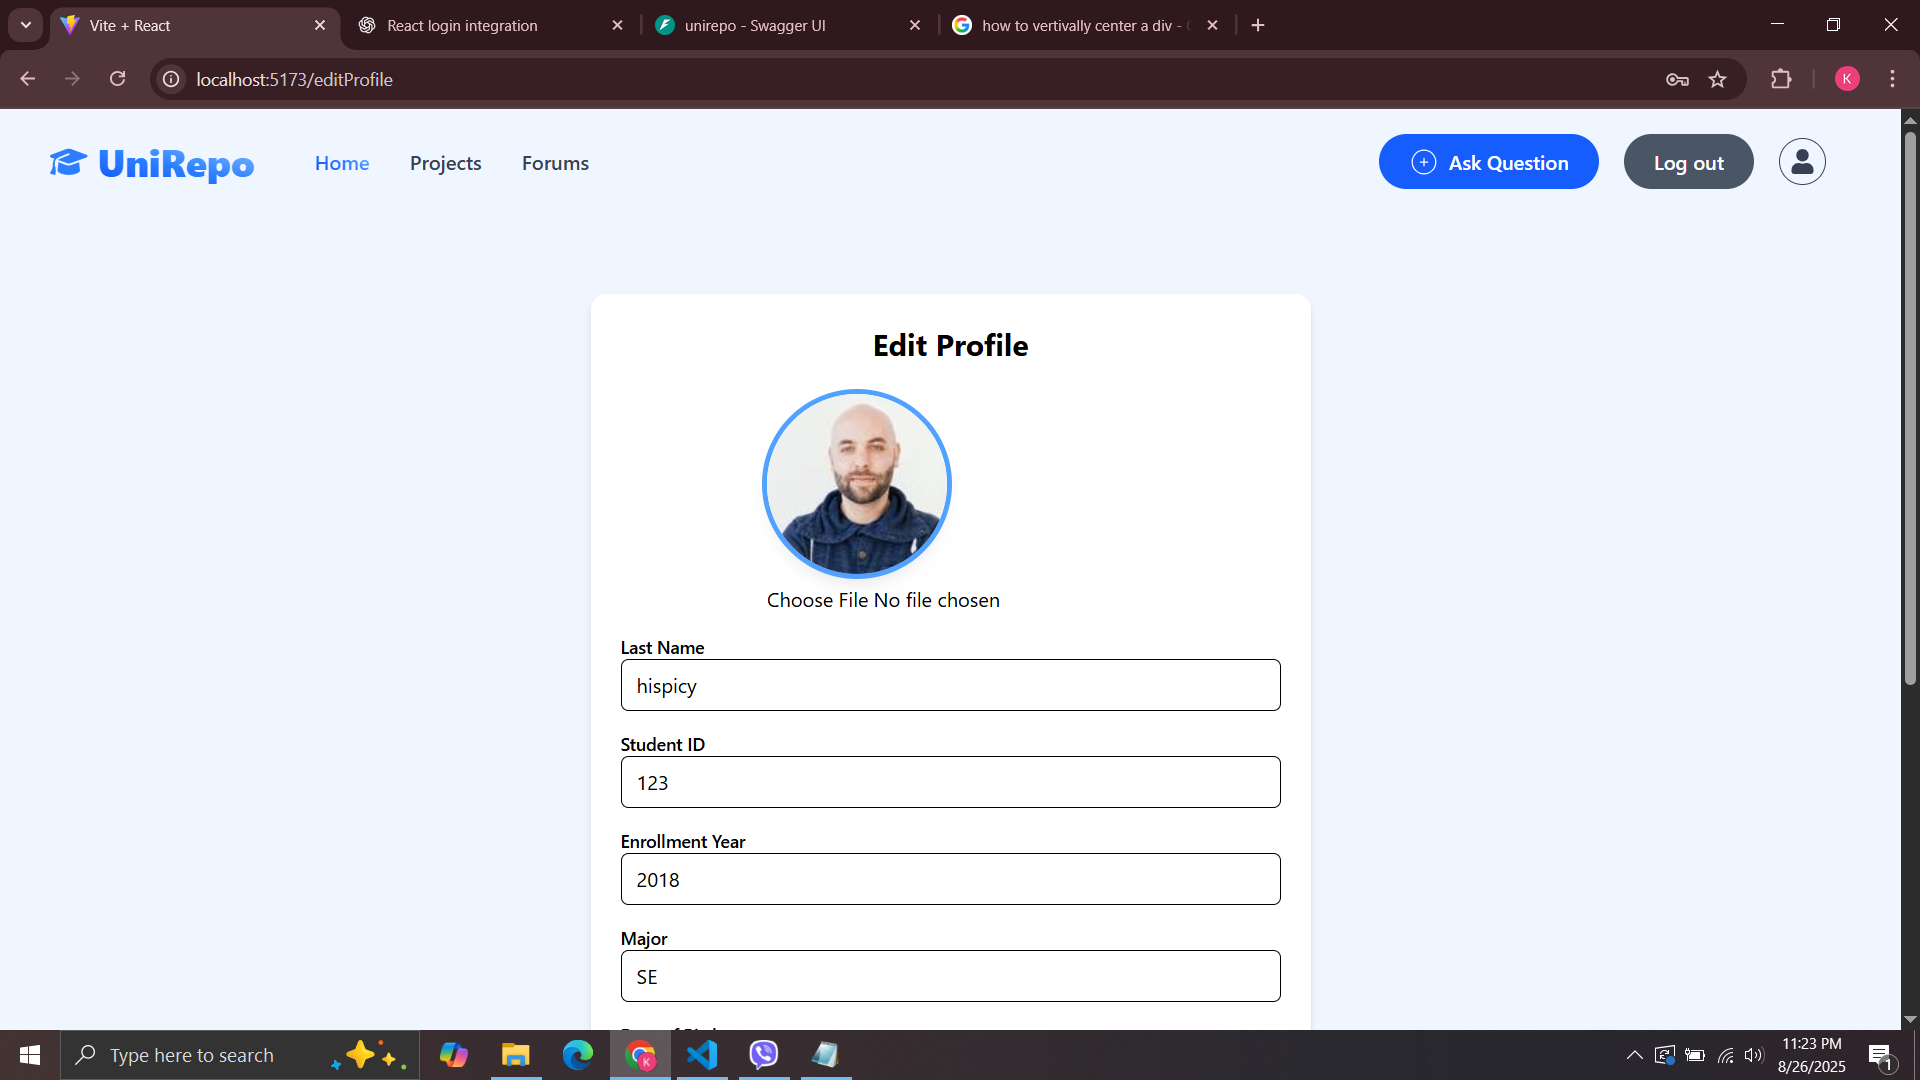 Vite + React
React login integration
unirepo - Swagger UI
how to vertivally center a div -
localhost:5173/editProfile
K
UniRepo
Home
Projects
Forums
Ask Question
Log out
Edit Profile
Choose File No file chosen
Last Name
hispicy
Student ID
123
Enrollment Year
2018
Major
SE
Type here to search
K
11:23 PM
8/26/2025
1